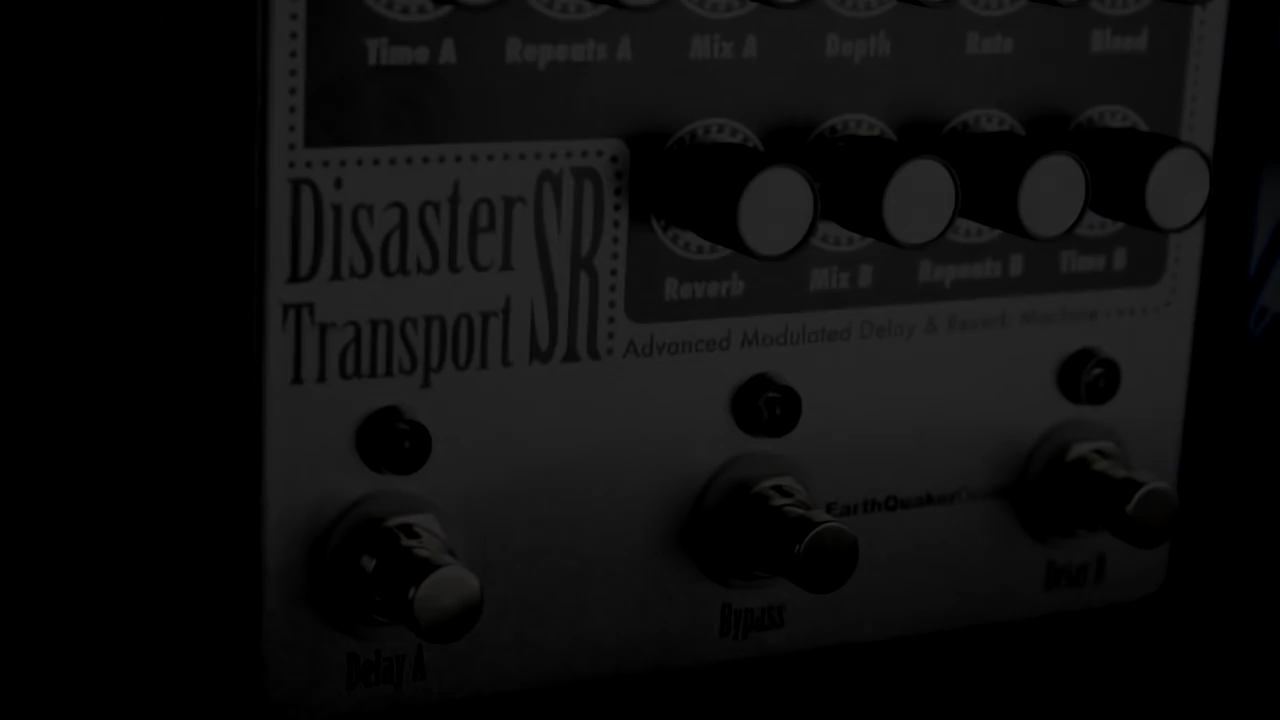 Time A Repeats A Mix A Depth Rate Blend
Disaster
Transport SR
Reverb Mix B Repeats B Time B
Advanced Modulated Delay & Reverb Machine
EarthQuaker
Delay A Bypass Delay B